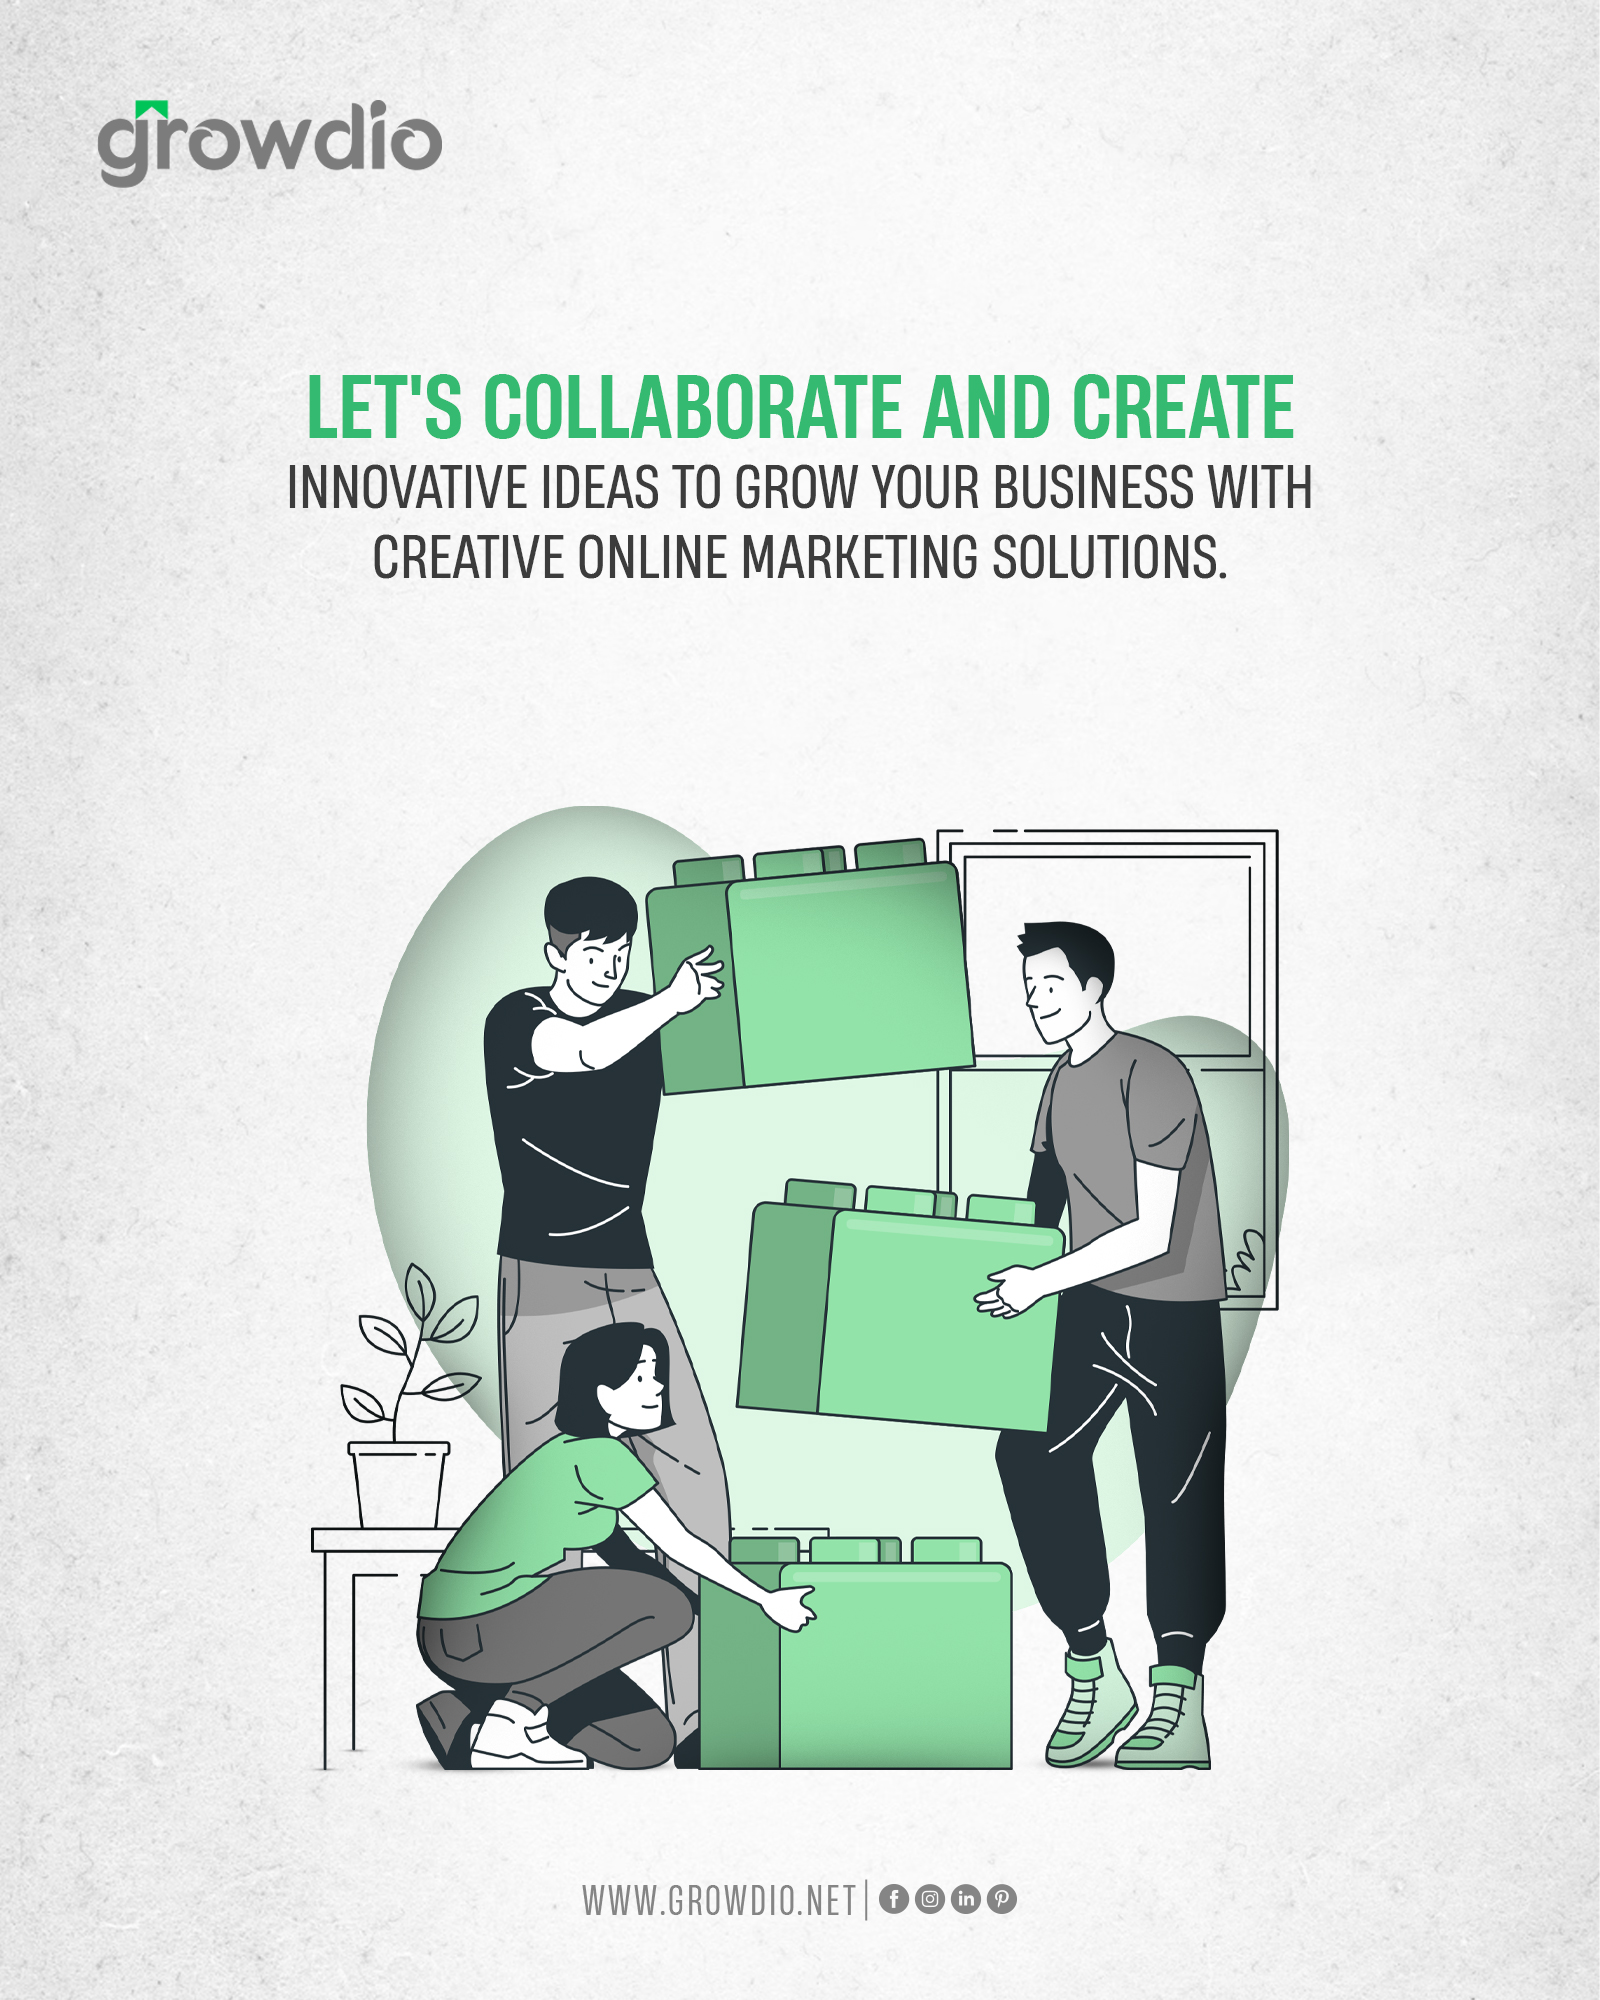 growdio
LET'S COLLABORATE AND CREATE
INNOVATIVE IDEAS TO GROW YOUR BUSINESS WITH
CREATIVE ONLINE MARKETING SOLUTIONS.
WWW.GROWDIO.NET